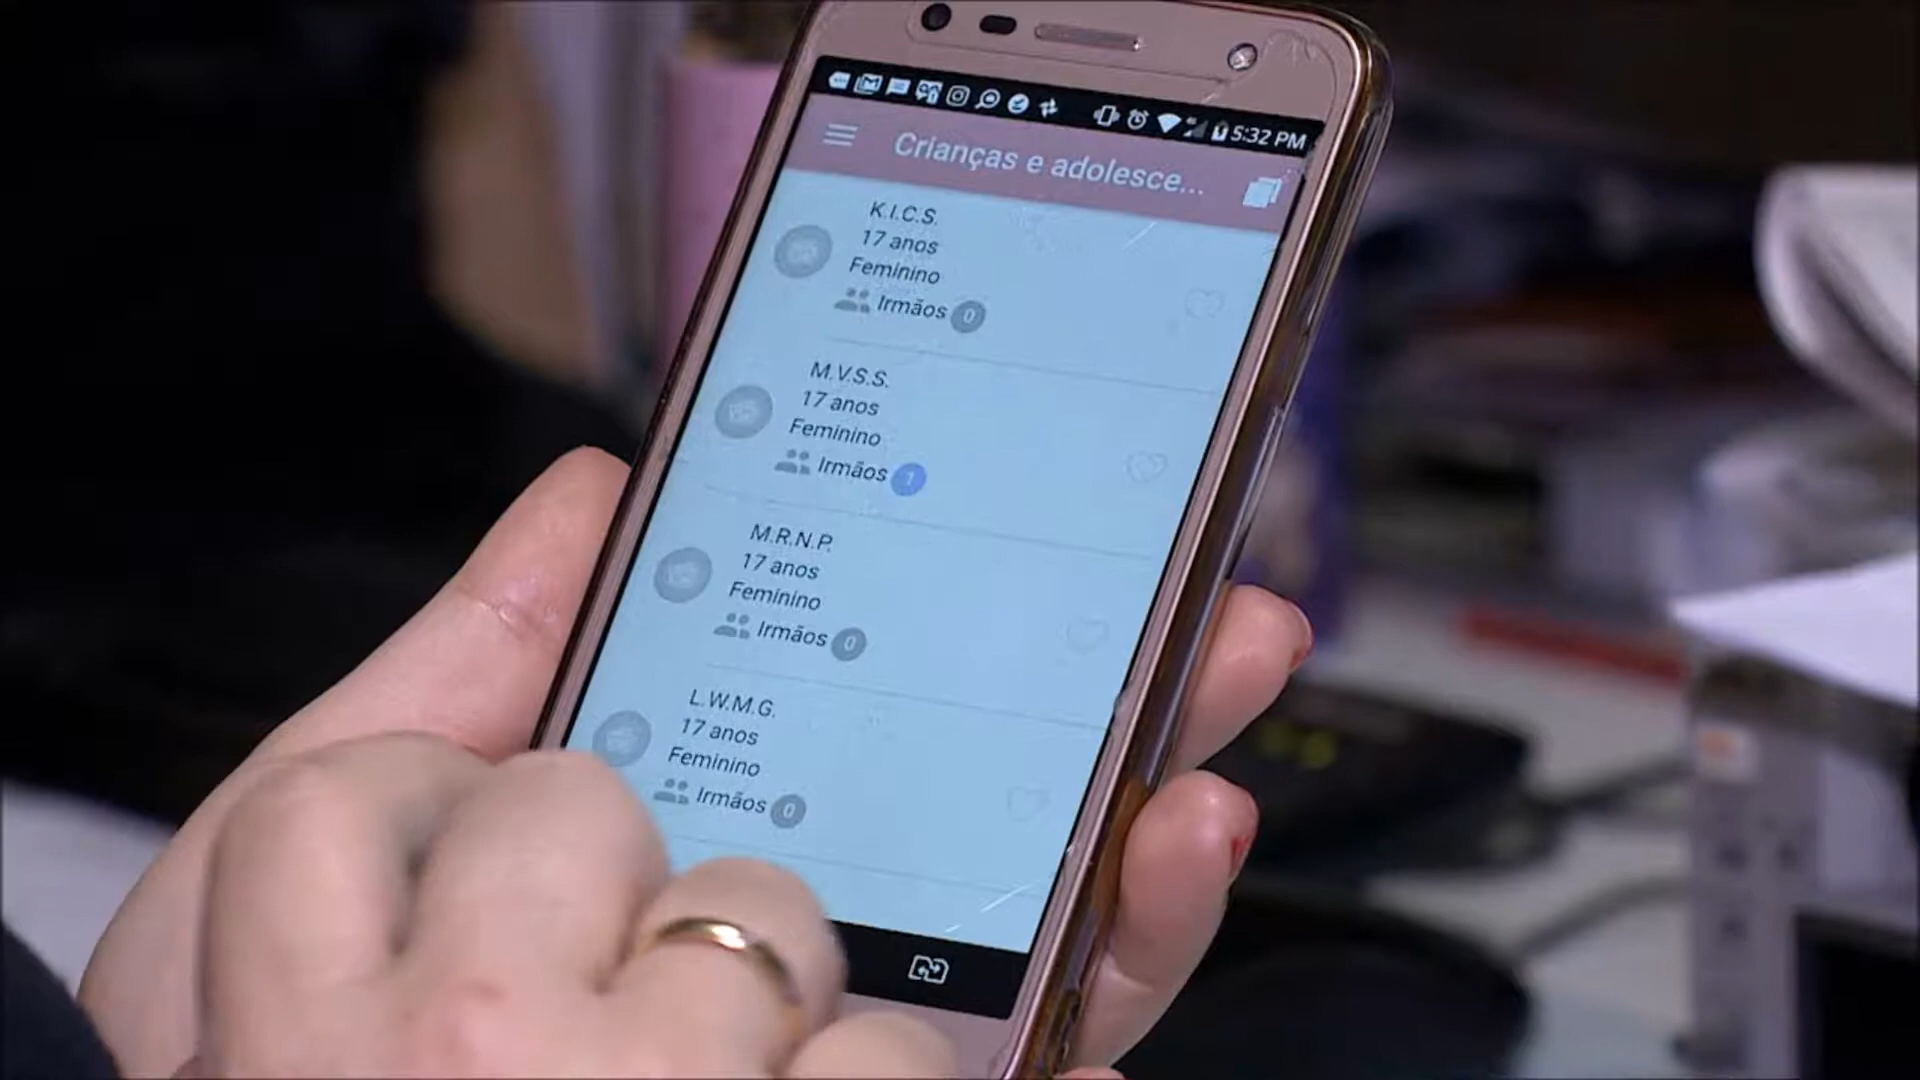 5:32 PM
Crianças e adolesce...
K.I.C.S.
17 anos
Feminino
Irmãos 0
M.V.S.S.
17 anos
Feminino
Irmãos 1
M.R.N.P.
17 anos
Feminino
Irmãos 0
L.W.M.G.
17 anos
Feminino
Irmãos 0